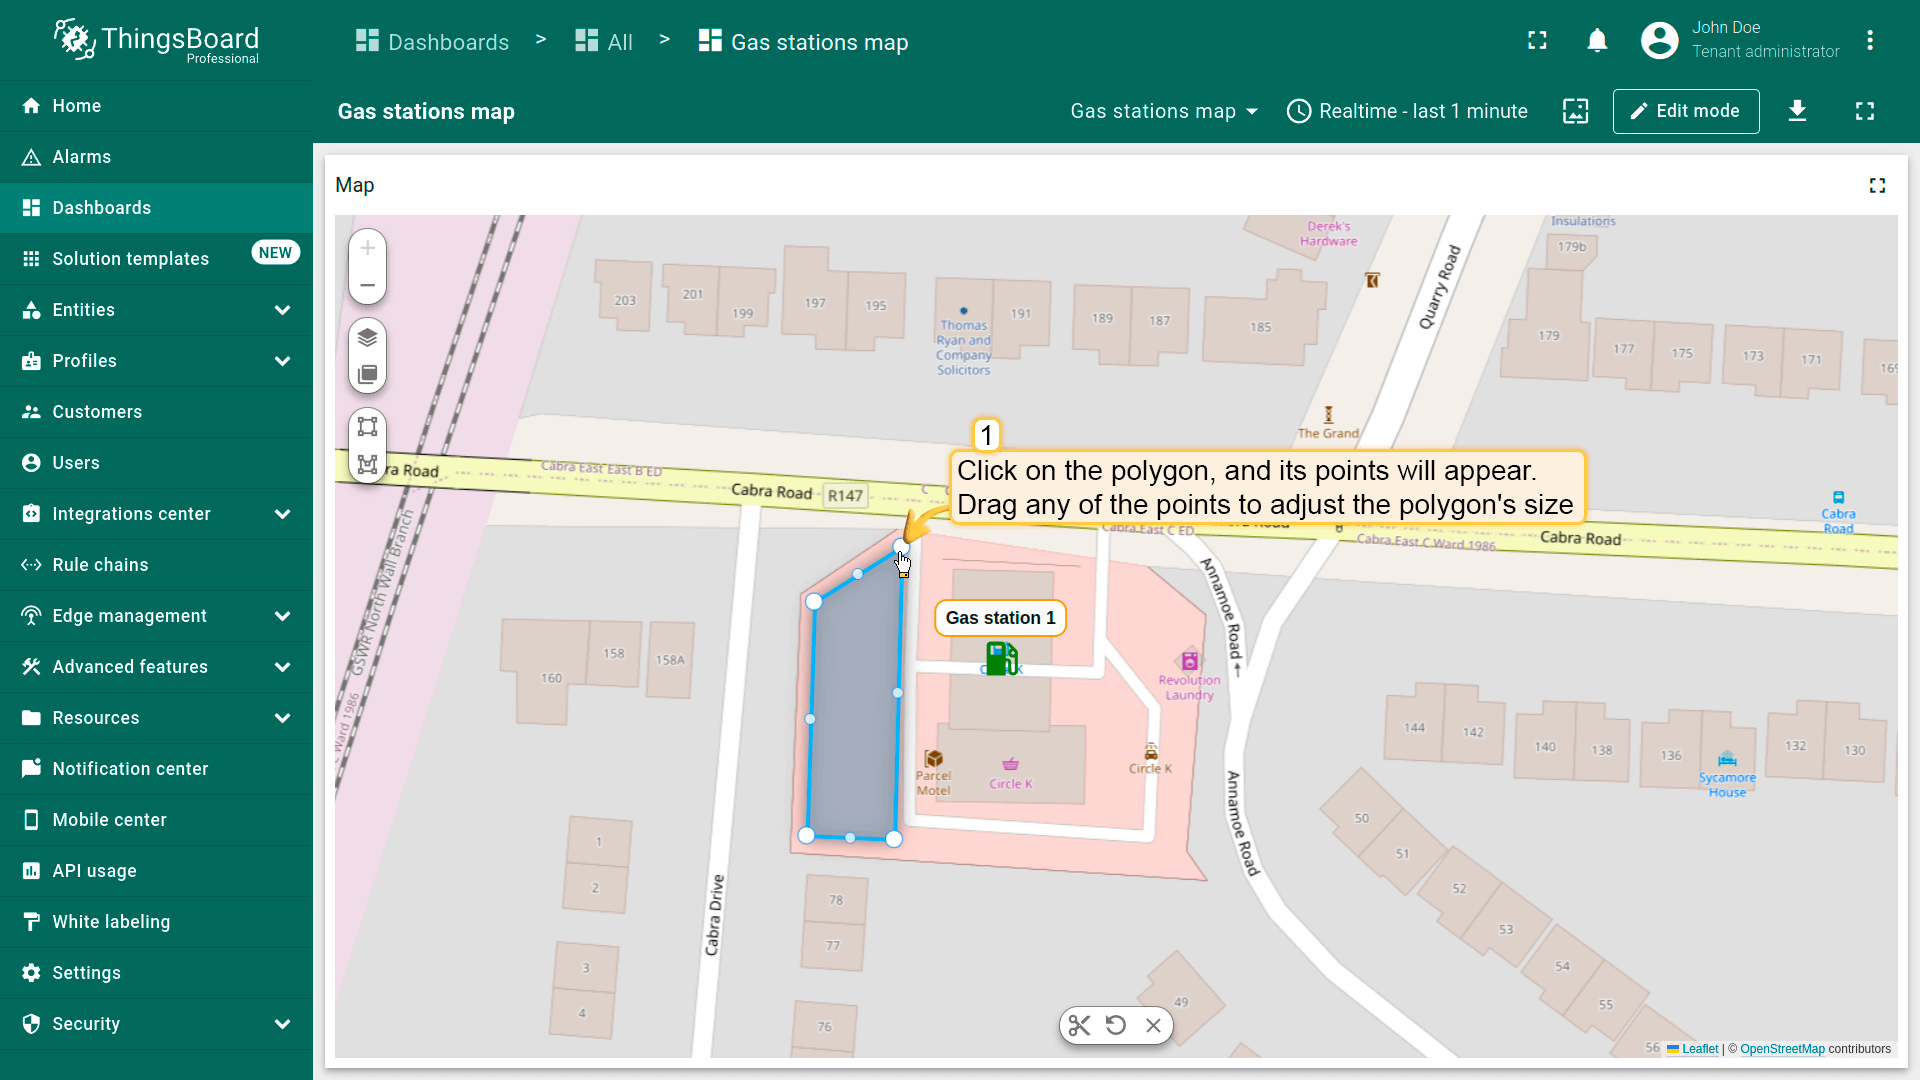 ThingsBoard
Professional
Dashboards > All > Gas stations map
John Doe
Tenant administrator
Gas stations map
Gas stations map
Realtime - last 1 minute
Edit mode
Home
Alarms
Dashboards
Solution templates
NEW
Entities
Profiles
Customers
Users
Integrations center
Rule chains
Edge management
Advanced features
Resources
Notification center
Mobile center
API usage
White labeling
Settings
Security
Map
+
−
Derek's
Hardware
Insulations
179b
203
201
199
197
195
Thomas
Ryan and
Company
Solicitors
191
189
187
185
Quarry Road
179
177
175
173
171
169
The Grand
1
Click on the polygon, and its points will appear.
Drag any of the points to adjust the polygon's size
Cabra East East B ED
Cabra Road
R147
Cabra East C ED
Cabra East C Ward 1986
Cabra Road
Cabra
Road
GSWR North Wall Branch
Ward 1986
Gas station 1
Annamoe Road
Revolution
Laundry
160
158
158A
Parcel
Motel
Circle K
Circle K
Annamoe Road
144
142
140
138
136
132
130
Sycamore
House
Cabra Drive
1
2
3
4
78
77
76
49
50
51
52
53
54
55
56
Leaflet | © OpenStreetMap contributors